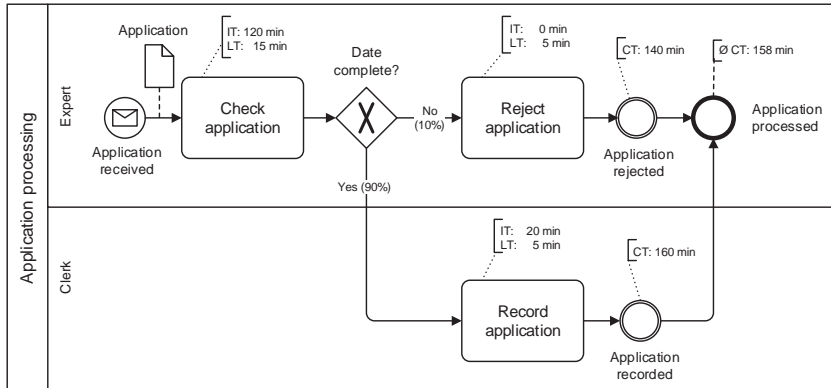 Application processing
Expert
Application
Application
received
IT: 120 min
LT: 15 min
Check
application
Date
complete?
No
(10%)
Yes (90%)
IT: 0 min
LT: 5 min
Reject
application
CT: 140 min
Application
rejected
Ø CT: 158 min
Application
processed
Clerk
IT: 20 min
LT: 5 min
Record
application
CT: 160 min
Application
recorded